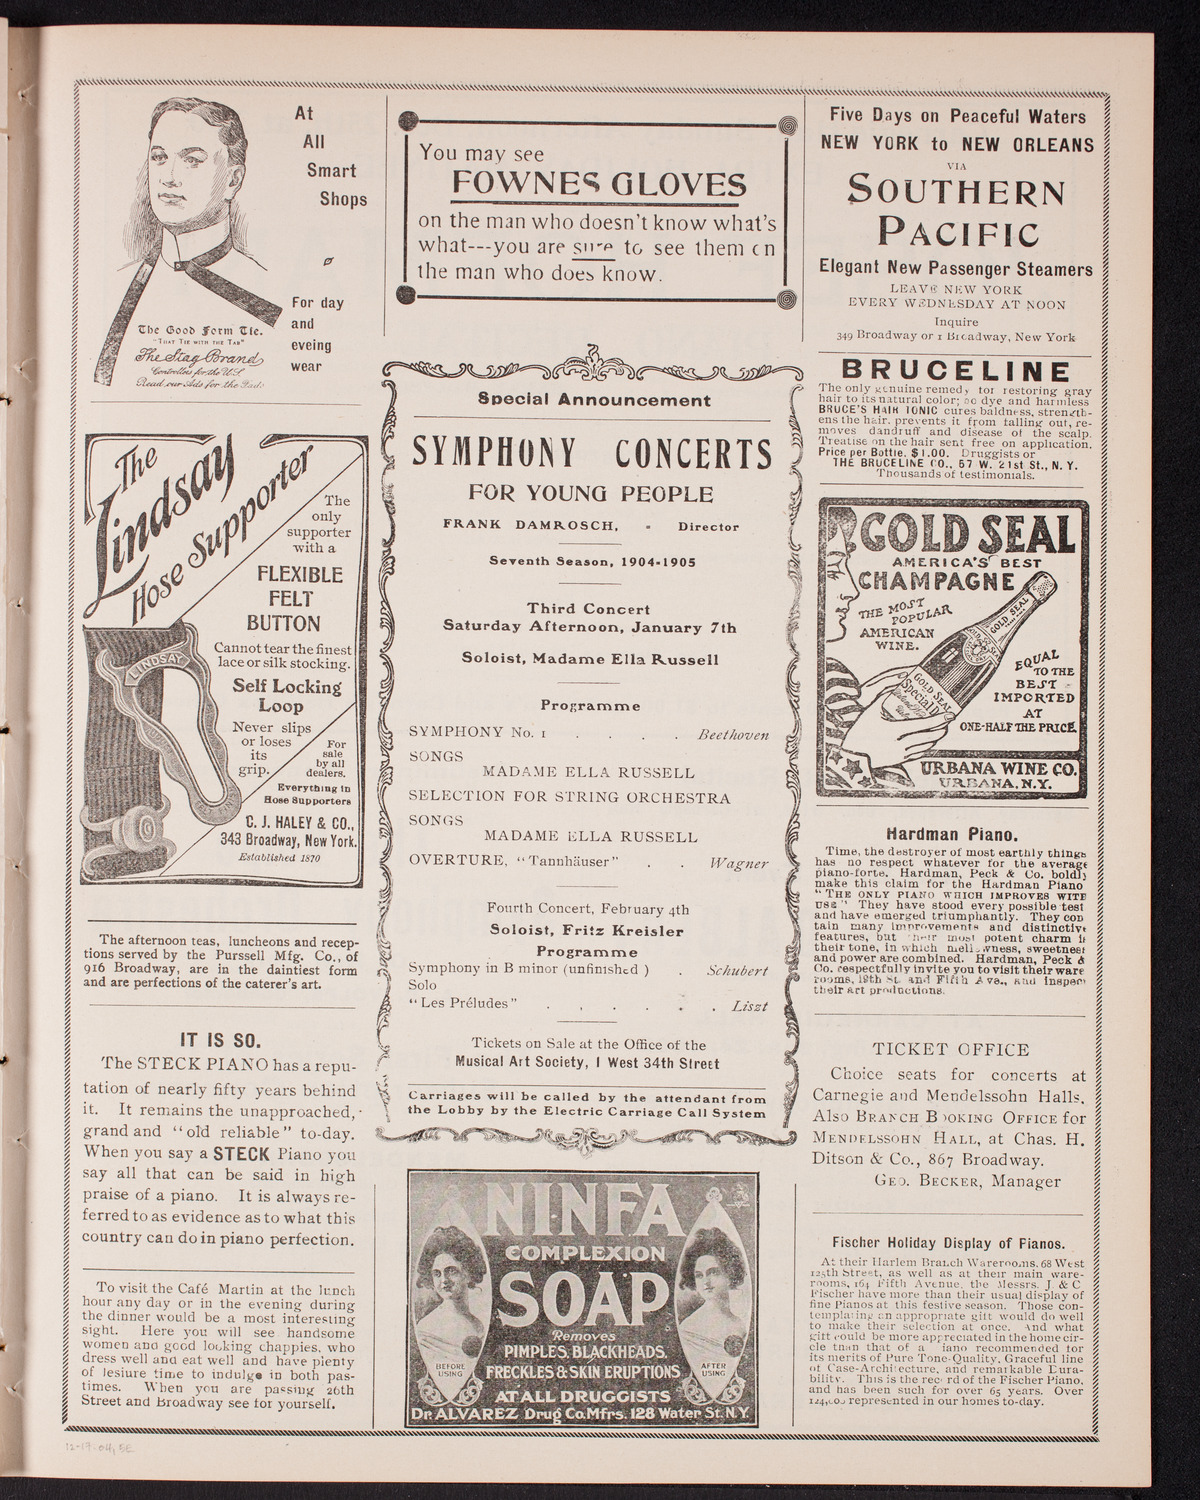 At
All
Smart
Shops
For day
and
eveing
wear
The Good Form Tie.
"THAT TIE WITH THE TAB"
The Stag Brand
Controllers for the U.S.
Read our Ads for the Fads
The
Lindsay
Hose Supporter
The
only
supporter
with a
FLEXIBLE
FELT
BUTTON
Cannot tear the finest
lace or silk stocking.
Self Locking
Loop
Never slips
or loses
its
grip.
For
sale
by all
dealers.
Everything in
Hose Supporters
C. J. HALEY & CO.,
343 Broadway, New York.
Established 1870
LINDSAY
The afternoon teas, luncheons and recep-
tions served by the Purssell Mfg. Co., of
916 Broadway, are in the daintiest form
and are perfections of the caterer's art.
IT IS SO.
The STECK PIANO has a repu-
tation of nearly fifty years behind
it. It remains the unapproached,
grand and "old reliable" to-day.
When you say a STECK Piano you
say all that can be said in high
praise of a piano. It is always re-
ferred to as evidence as to what this
country can do in piano perfection.
To visit the Café Martin at the lunch
hour any day or in the evening during
the dinner would be a most interesting
sight. Here you will see handsome
women and good looking chappies, who
dress well and eat well and have plenty
of lesiure time to indulge in both pas-
times. When you are passing 26th
Street and Broadway see for yourself.
12-17-04, EE
You may see
FOWNES GLOVES
on the man who doesn't know what's
what---you are sure to see them on
the man who does know.
Special Announcement
SYMPHONY CONCERTS
FOR YOUNG PEOPLE
FRANK DAMROSCH, - Director
Seventh Season, 1904-1905
Third Concert
Saturday Afternoon, January 7th
Soloist, Madame Ella Russell
Programme
SYMPHONY No. 1 . . . . Beethoven
SONGS
MADAME ELLA RUSSELL
SELECTION FOR STRING ORCHESTRA
SONGS
MADAME ELLA RUSSELL
OVERTURE, "Tannhäuser" . . Wagner
Fourth Concert, February 4th
Soloist, Fritz Kreisler
Programme
Symphony in B minor (unfinished ) . Schubert
Solo
"Les Préludes" . . . . . Liszt
Tickets on Sale at the Office of the
Musical Art Society, 1 West 34th Street
Carriages will be called by the attendant from
the Lobby by the Electric Carriage Call System
NINFA
COMPLEXION
SOAP
Removes
PIMPLES, BLACKHEADS,
FRECKLES & SKIN ERUPTIONS
AT ALL DRUGGISTS
Dr. ALVAREZ Drug Co. Mfrs. 128 Water St. N.Y.
BEFORE
USING
AFTER
USING
Five Days on Peaceful Waters
NEW YORK to NEW ORLEANS
VIA
SOUTHERN
PACIFIC
Elegant New Passenger Steamers
LEAVE NEW YORK
EVERY WEDNESDAY AT NOON
Inquire
349 Broadway or 1 Broadway, New York
BRUCELINE
The only genuine remedy for restoring gray
hair to its natural color; no dye and harmless
BRUCE'S HAIR TONIC cures baldness, strength-
ens the hair, prevents it from falling out, re-
moves dandruff and disease of the scalp.
Treatise on the hair sent free on application.
Price per Bottle, $1.00. Druggists or
THE BRUCELINE CO., 57 W. 21st St., N. Y.
Thousands of testimonials.
GOLD SEAL
AMERICA'S BEST
CHAMPAGNE
THE MOST
POPULAR
AMERICAN
WINE.
EQUAL
TO THE
BEST
IMPORTED
AT
ONE-HALF THE PRICE.
GOLD SEAL
GOLD SEAL
Special Dry
URBANA WINE CO.
URBANA, N.Y.
Hardman Piano.
Time, the destroyer of most earthly things
has no respect whatever for the average
piano-forte. Hardman, Peck & Co. boldly
make this claim for the Hardman Piano
"THE ONLY PIANO WHICH IMPROVES WITH
USE" They have stood every possible test
and have emerged triumphantly. They con
tain many improvements and distinctive
features, but their most potent charm is
their tone, in which mellowness, sweetness
and power are combined. Hardman, Peck &
Co. respectfully invite you to visit their ware
rooms, 19th St. and Fifth Ave., and inspect
their art productions.
TICKET OFFICE
Choice seats for concerts at
Carnegie and Mendelssohn Halls.
Also BRANCH BOOKING OFFICE for
MENDELSSOHN HALL, at Chas. H.
Ditson & Co., 867 Broadway.
GEO. BECKER, Manager
Fischer Holiday Display of Pianos.
At their Harlem Branch Warerooms, 68 West
125th Street, as well as at their main ware-
rooms, 164 Fifth Avenue, the Messrs. J & C
Fischer have more than their usual display of
fine Pianos at this festive season. Those con-
templating an appropriate gift would do well
to make their selection at once. And what
gift could be more appreciated in the home cir-
cle than that of a iano recommended for
its merits of Pure Tone-Quality, Graceful line
of Case-Architecture, and remarkable Dura-
bility. This is the record of the Fischer Piano,
and has been such for over 65 years. Over
124,000 represented in our homes to-day.